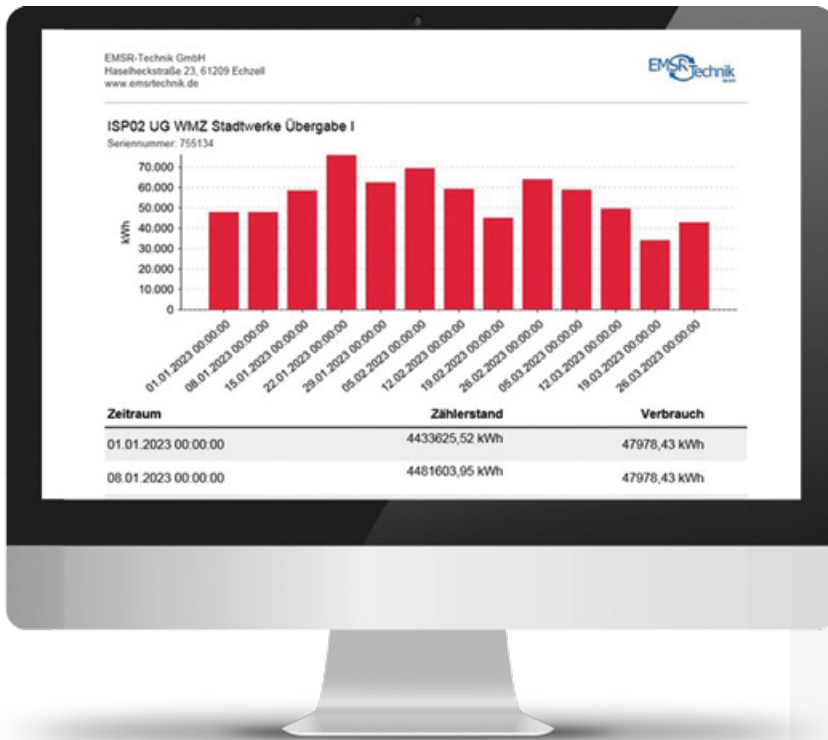 EMSR-Technik GmbH
Haselheckstraße 23, 61209 Echzell
www.emsrtechnik.de
EMSR Technik
ISP02 UG WMZ Stadtwerke Übergabe I
Seriennummer: 755134
70.000
60.000
50.000
40.000
30.000
20.000
10.000
0
kWh
01.01.2023 00:00:00
08.01.2023 00:00:00
15.01.2023 00:00:00
22.01.2023 00:00:00
29.01.2023 00:00:00
05.02.2023 00:00:00
12.02.2023 00:00:00
19.02.2023 00:00:00
26.02.2023 00:00:00
05.03.2023 00:00:00
12.03.2023 00:00:00
19.03.2023 00:00:00
26.03.2023 00:00:00
Zeitraum Zählerstand Verbrauch
01.01.2023 00:00:00 4433625,52 kWh 47978,43 kWh
08.01.2023 00:00:00 4481603,95 kWh 47978,43 kWh